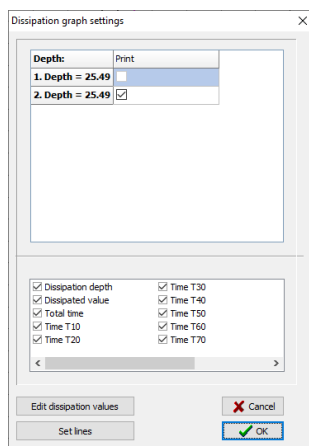 Dissipation graph settings
Depth: Print
1. Depth = 25.49
2. Depth = 25.49
Dissipation depth Time T30
Dissipated value Time T40
Total time Time T50
Time T10 Time T60
Time T20 Time T70
Edit dissipation values Cancel
Set lines OK